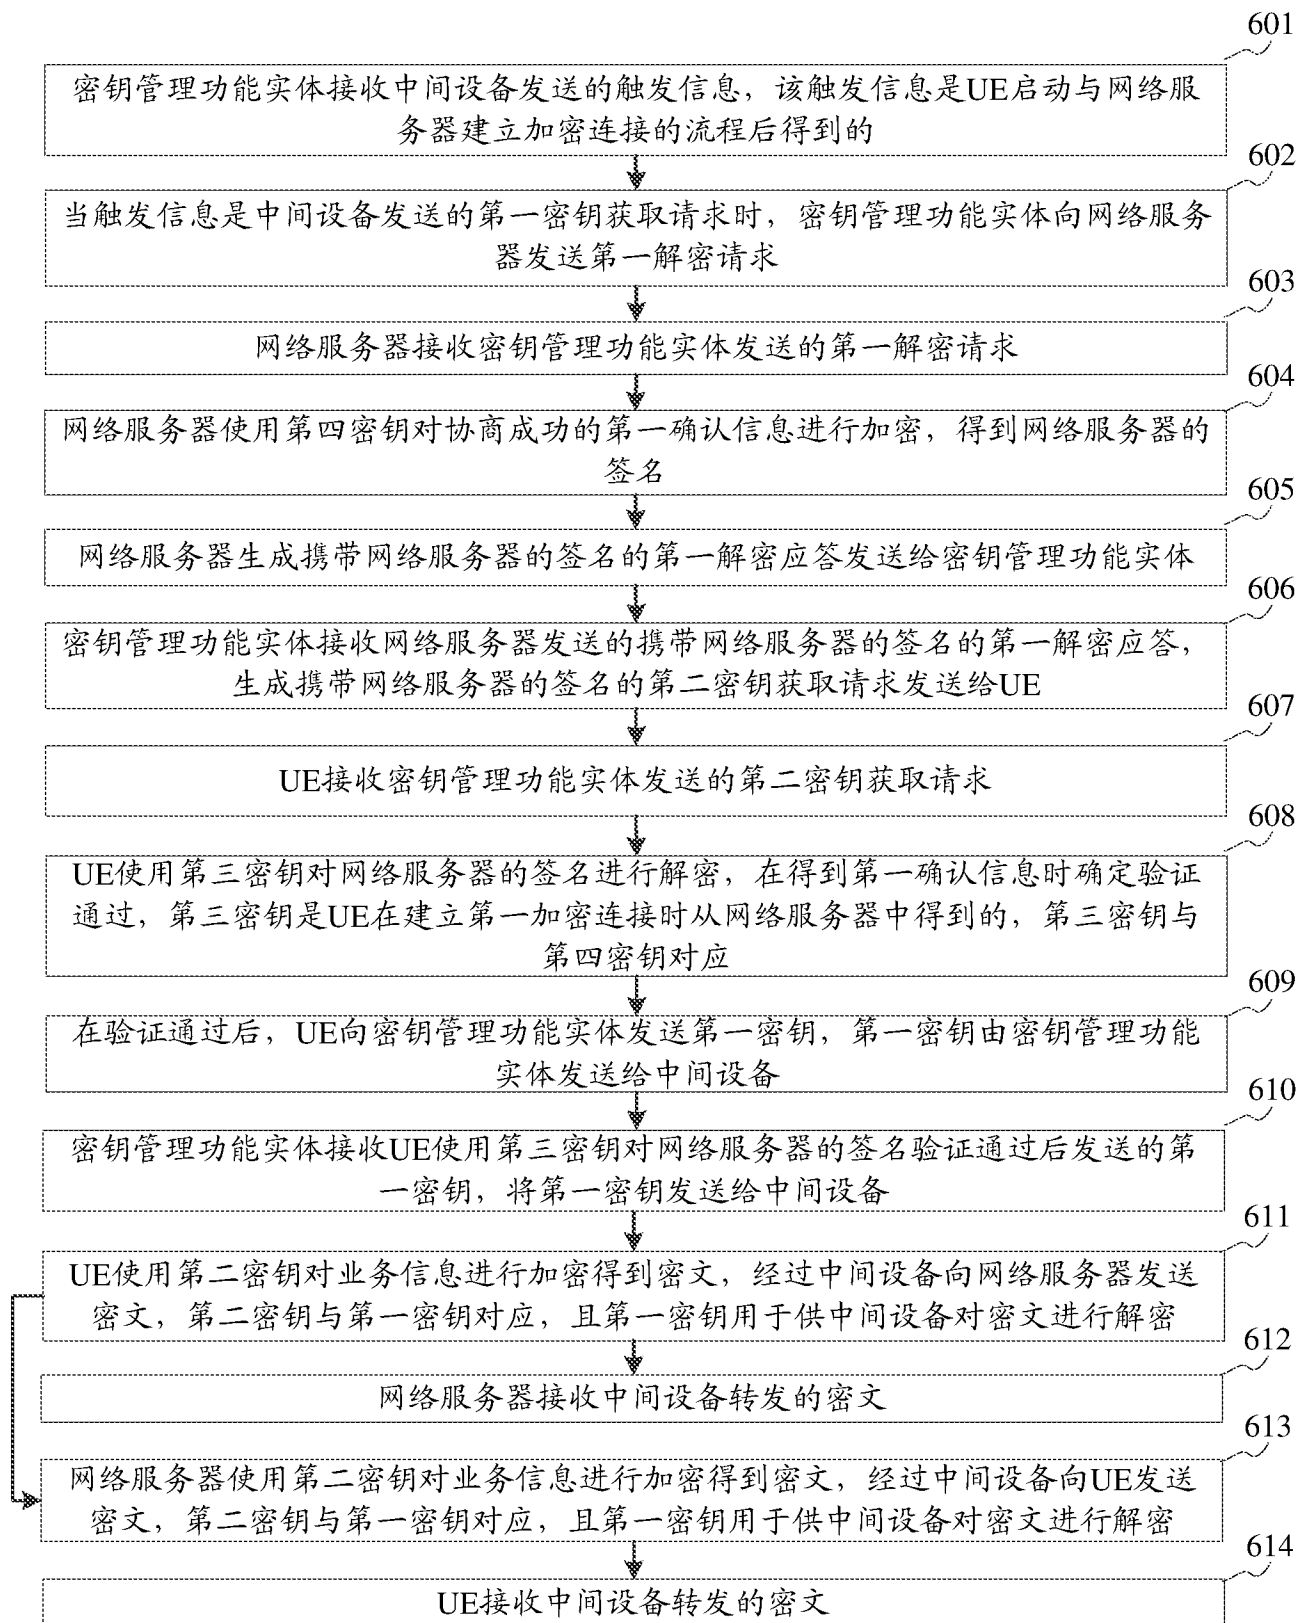 601
密钥管理功能实体接收中间设备发送的触发信息，该触发信息是UE启动与网络服
务器建立加密连接的流程后得到的
602
当触发信息是中间设备发送的第一密钥获取请求时，密钥管理功能实体向网络服务
器发送第一解密请求
603
网络服务器接收密钥管理功能实体发送的第一解密请求
604
网络服务器使用第四密钥对协商成功的第一确认信息进行加密，得到网络服务器的
签名
605
网络服务器生成携带网络服务器的签名的第一解密应答发送给密钥管理功能实体
606
密钥管理功能实体接收网络服务器发送的携带网络服务器的签名的第一解密应答，
生成携带网络服务器的签名的第二密钥获取请求发送给UE
607
UE接收密钥管理功能实体发送的第二密钥获取请求
608
UE使用第三密钥对网络服务器的签名进行解密，在得到第一确认信息时确定验证
通过，第三密钥是UE在建立第一加密连接时从网络服务器中得到的，第三密钥与
第四密钥对应
609
在验证通过后，UE向密钥管理功能实体发送第一密钥，第一密钥由密钥管理功能
实体发送给中间设备
610
密钥管理功能实体接收UE使用第三密钥对网络服务器的签名验证通过后发送的第
一密钥，将第一密钥发送给中间设备
611
UE使用第二密钥对业务信息进行加密得到密文，经过中间设备向网络服务器发送
密文，第二密钥与第一密钥对应，且第一密钥用于供中间设备对密文进行解密
612
网络服务器接收中间设备转发的密文
613
网络服务器使用第二密钥对业务信息进行加密得到密文，经过中间设备向UE发送
密文，第二密钥与第一密钥对应，且第一密钥用于供中间设备对密文进行解密
614
UE接收中间设备转发的密文